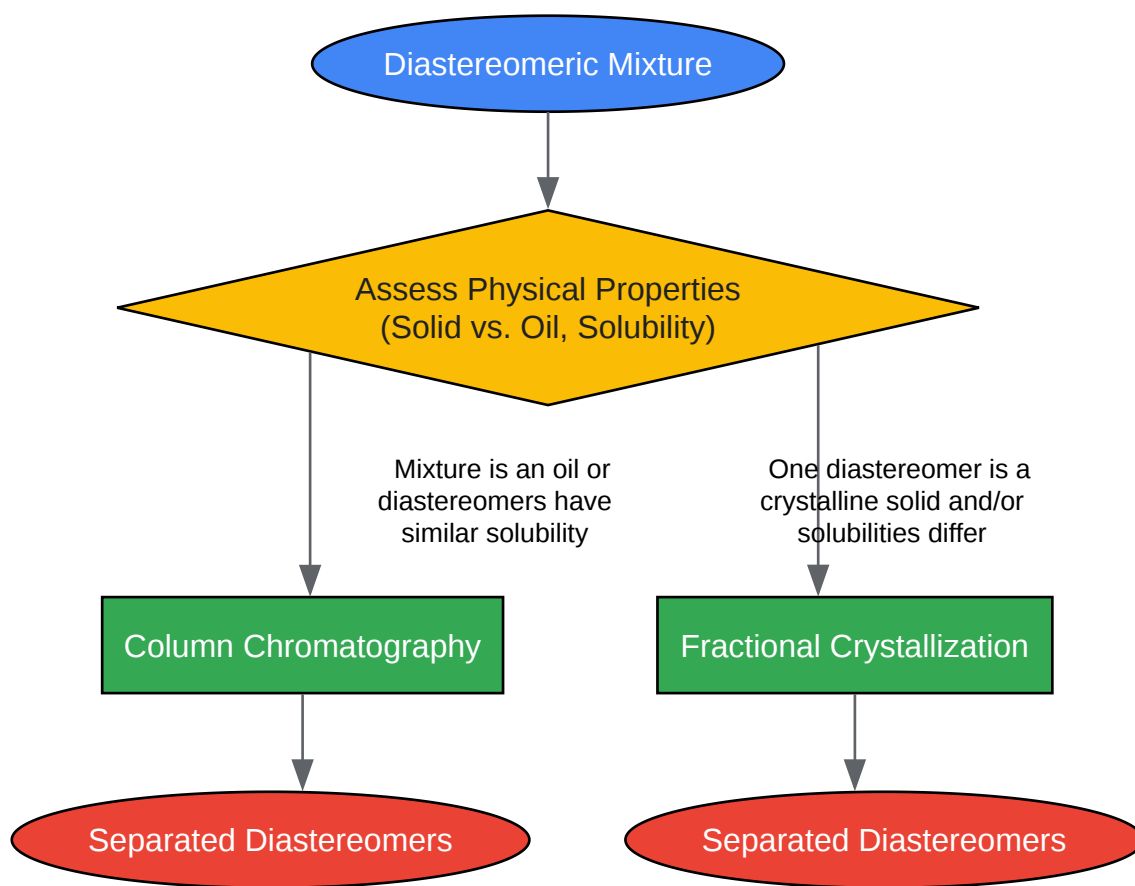 Diastereomeric Mixture
Assess Physical Properties
(Solid vs. Oil, Solubility)
Mixture is an oil or
diastereomers have
similar solubility
One diastereomer is a
crystalline solid and/or
solubilities differ
Column Chromatography
Fractional Crystallization
Separated Diastereomers
Separated Diastereomers